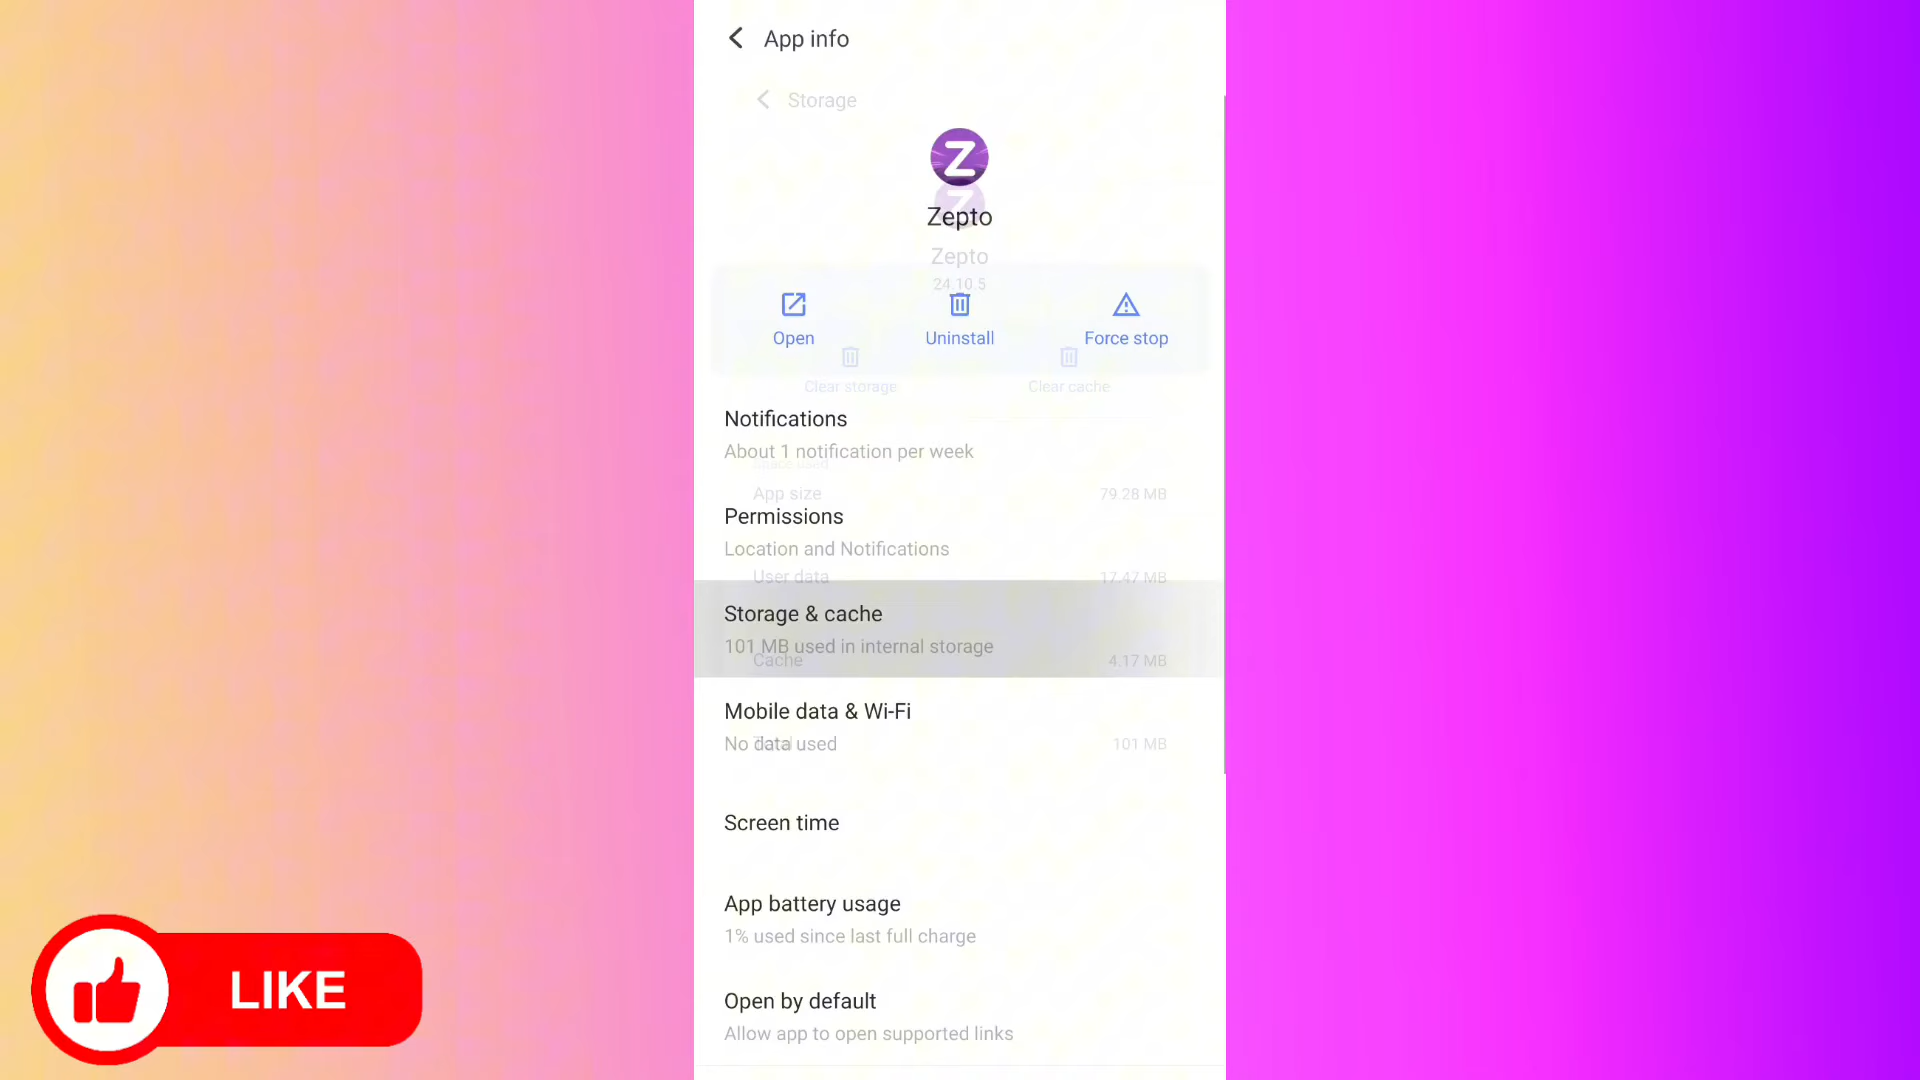 App info
Storage
Z
Z
Zepto
Zepto
24.10.5
Open
Uninstall
Force stop
Clear storage
Clear cache
Notifications
About 1 notification per week
Space used
App size
79.28 MB
Permissions
Location and Notifications
User data
17.47 MB
Storage & cache
101 MB used in internal storage
Cache
4.17 MB
Mobile data & Wi-Fi
No data used
Total
101 MB
Screen time
App battery usage
1% used since last full charge
LIKE
Open by default
Allow app to open supported links